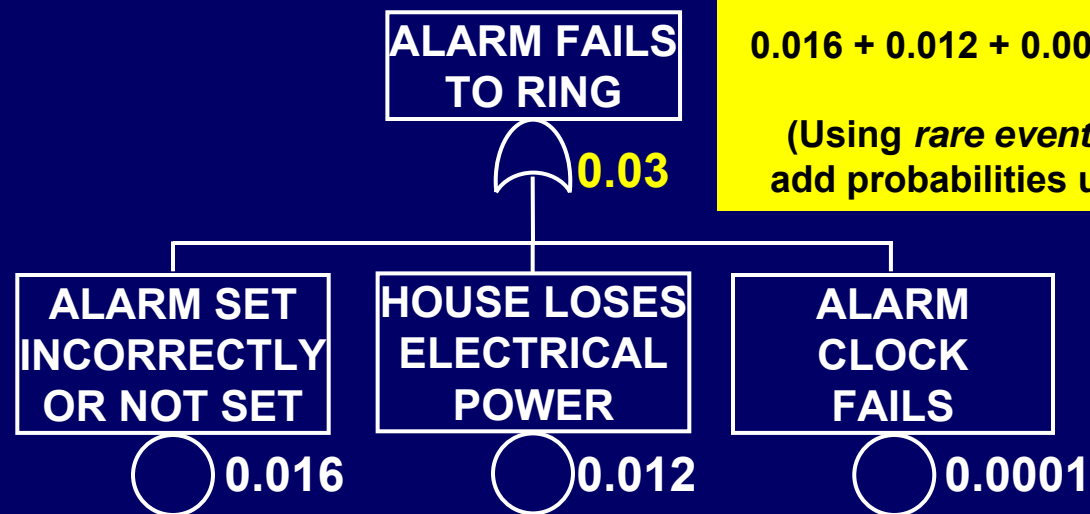 ALARM FAILS
TO RING
0.016 + 0.012 + 0.00
(Using rare event
add probabilities u
0.03
ALARM SET
INCORRECTLY
OR NOT SET
HOUSE LOSES
ELECTRICAL
POWER
ALARM
CLOCK
FAILS
0.016
0.012
0.0001